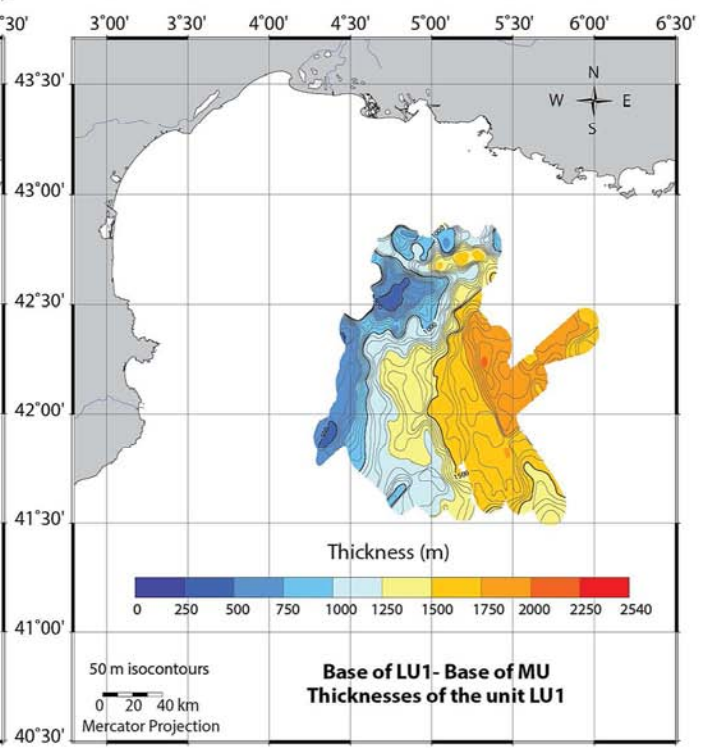 30' 3°00' 3°30' 4°00' 4°30' 5°00' 5°30' 6°00' 6°30'
43°30'
N
W E
S
43°00'
42°30'
42°00'
1500
41°30'
Thickness (m)
0 250 500 750 1000 1250 1500 1750 2000 2250 2540
41°00'
50 m isocontours
0 20 40 km
Mercator Projection
Base of LU1- Base of MU
Thicknesses of the unit LU1
40°30'